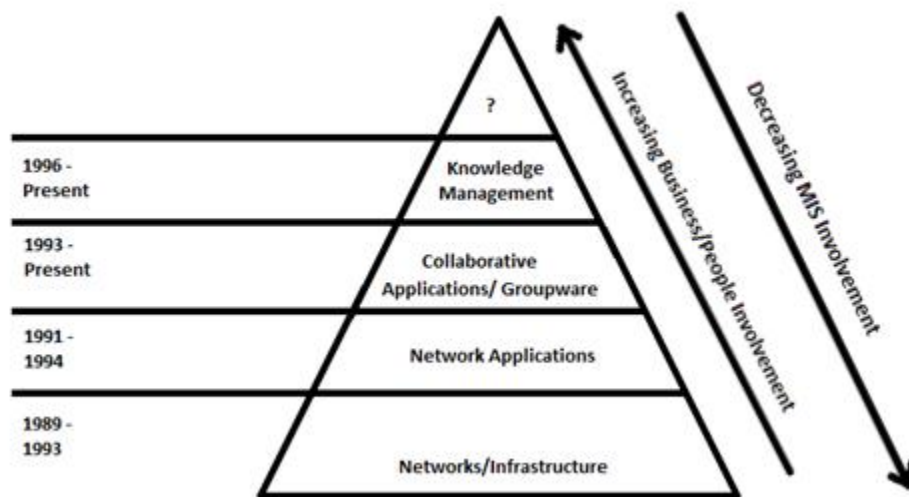 ?
1996 -
Present
Knowledge
Management
1993 -
Present
Collaborative
Applications/ Groupware
1991 -
1994
Network Applications
1989 -
1993
Networks/Infrastructure
Increasing Business/People Involvement
Decreasing MIS Involvement